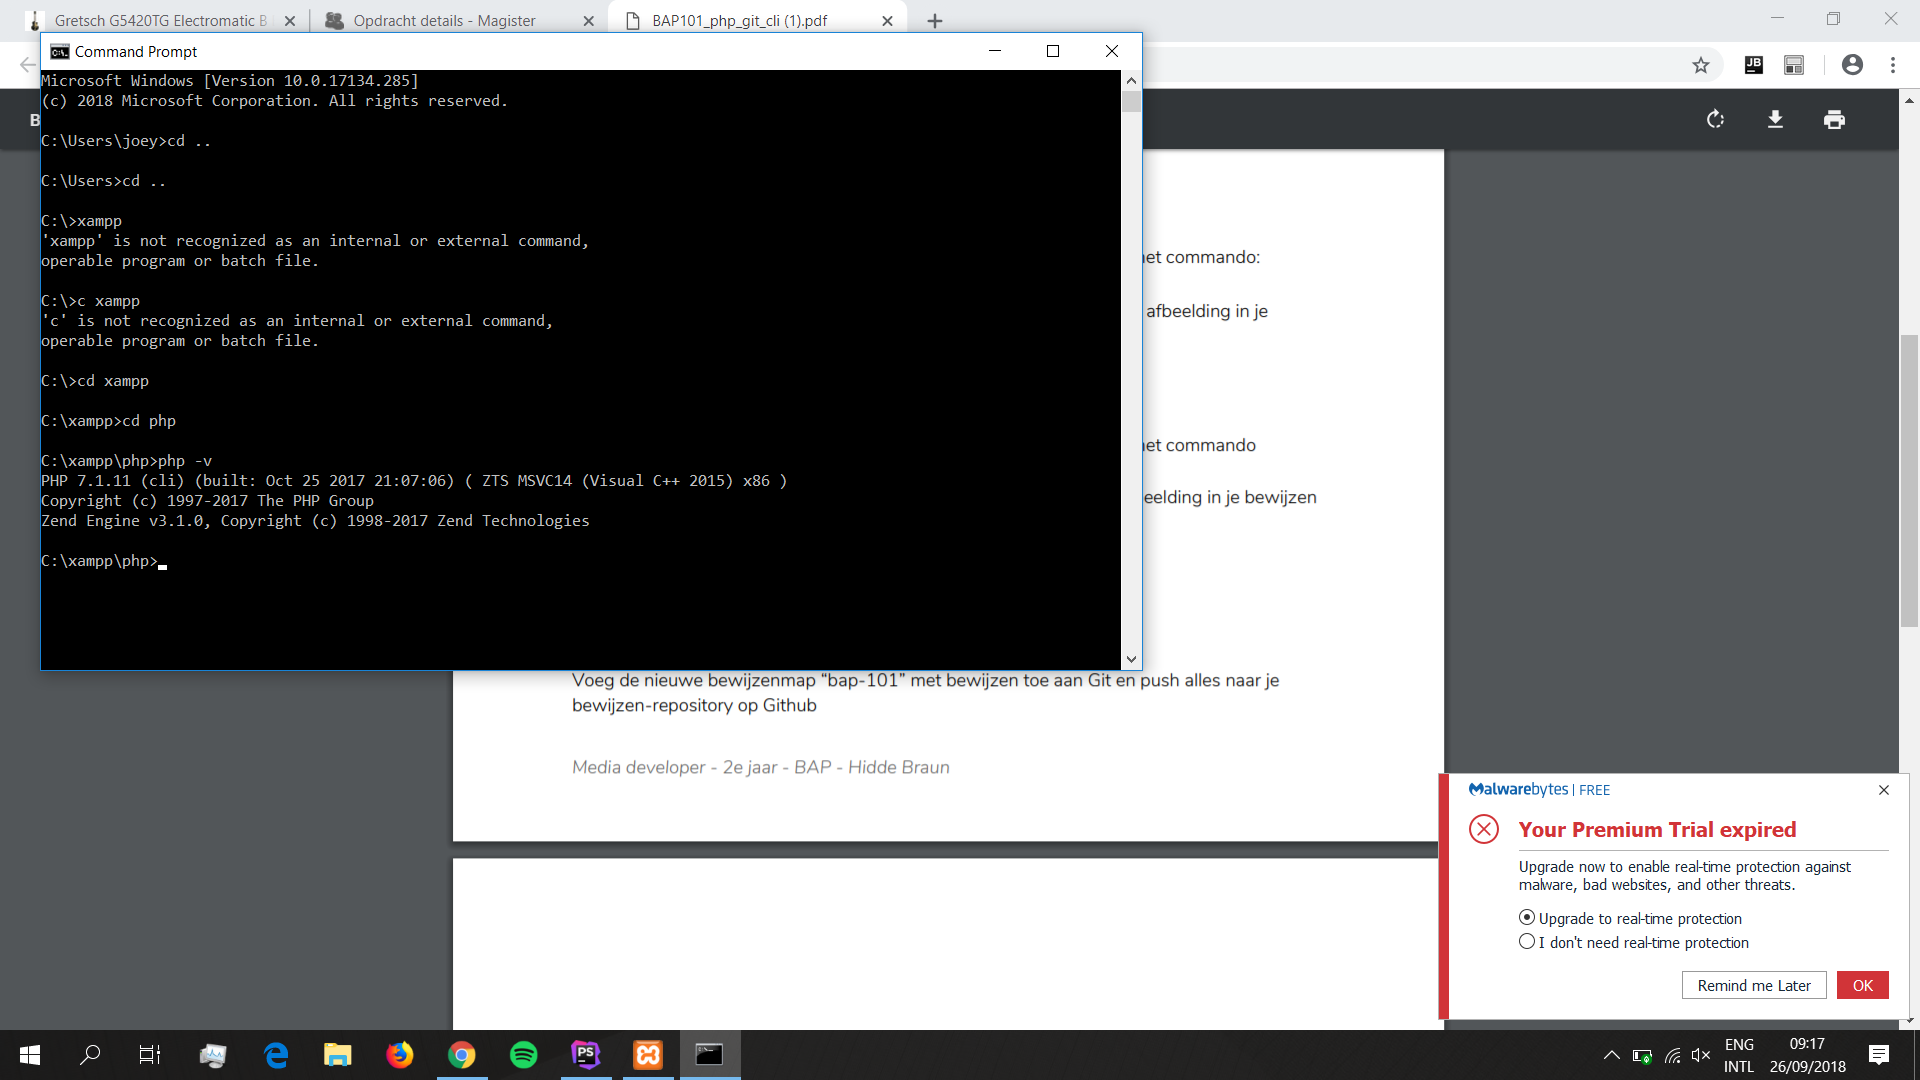 Gretsch G5420TG Electromatic B
Opdracht details - Magister
BAP101_php_git_cli (1).pdf
Command Prompt
Microsoft Windows [Version 10.0.17134.285]
(c) 2018 Microsoft Corporation. All rights reserved.
C:\Users\joey>cd ..
C:\Users>cd ..
C:\>xampp
'xampp' is not recognized as an internal or external command,
operable program or batch file.
C:\>c xampp
'c' is not recognized as an internal or external command,
operable program or batch file.
C:\>cd xampp
C:\xampp>cd php
C:\xampp\php>php -v
PHP 7.1.11 (cli) (built: Oct 25 2017 21:07:06) ( ZTS MSVC14 (Visual C++ 2015) x86 )
Copyright (c) 1997-2017 The PHP Group
Zend Engine v3.1.0, Copyright (c) 1998-2017 Zend Technologies
C:\xampp\php>
JB
commando:
afbeelding in je
commando
in je bewijzen
Voeg de nieuwe bewijzenmap “bap-101” met bewijzen toe aan Git en push alles naar je
bewijzen-repository op Github
Media developer - 2e jaar - BAP - Hidde Braun
Malwarebytes | FREE
Your Premium Trial expired
Upgrade now to enable real-time protection against
malware, bad websites, and other threats.
Upgrade to real-time protection
I don't need real-time protection
Remind me Later
OK
PS
ENG
INTL
09:17
26/09/2018